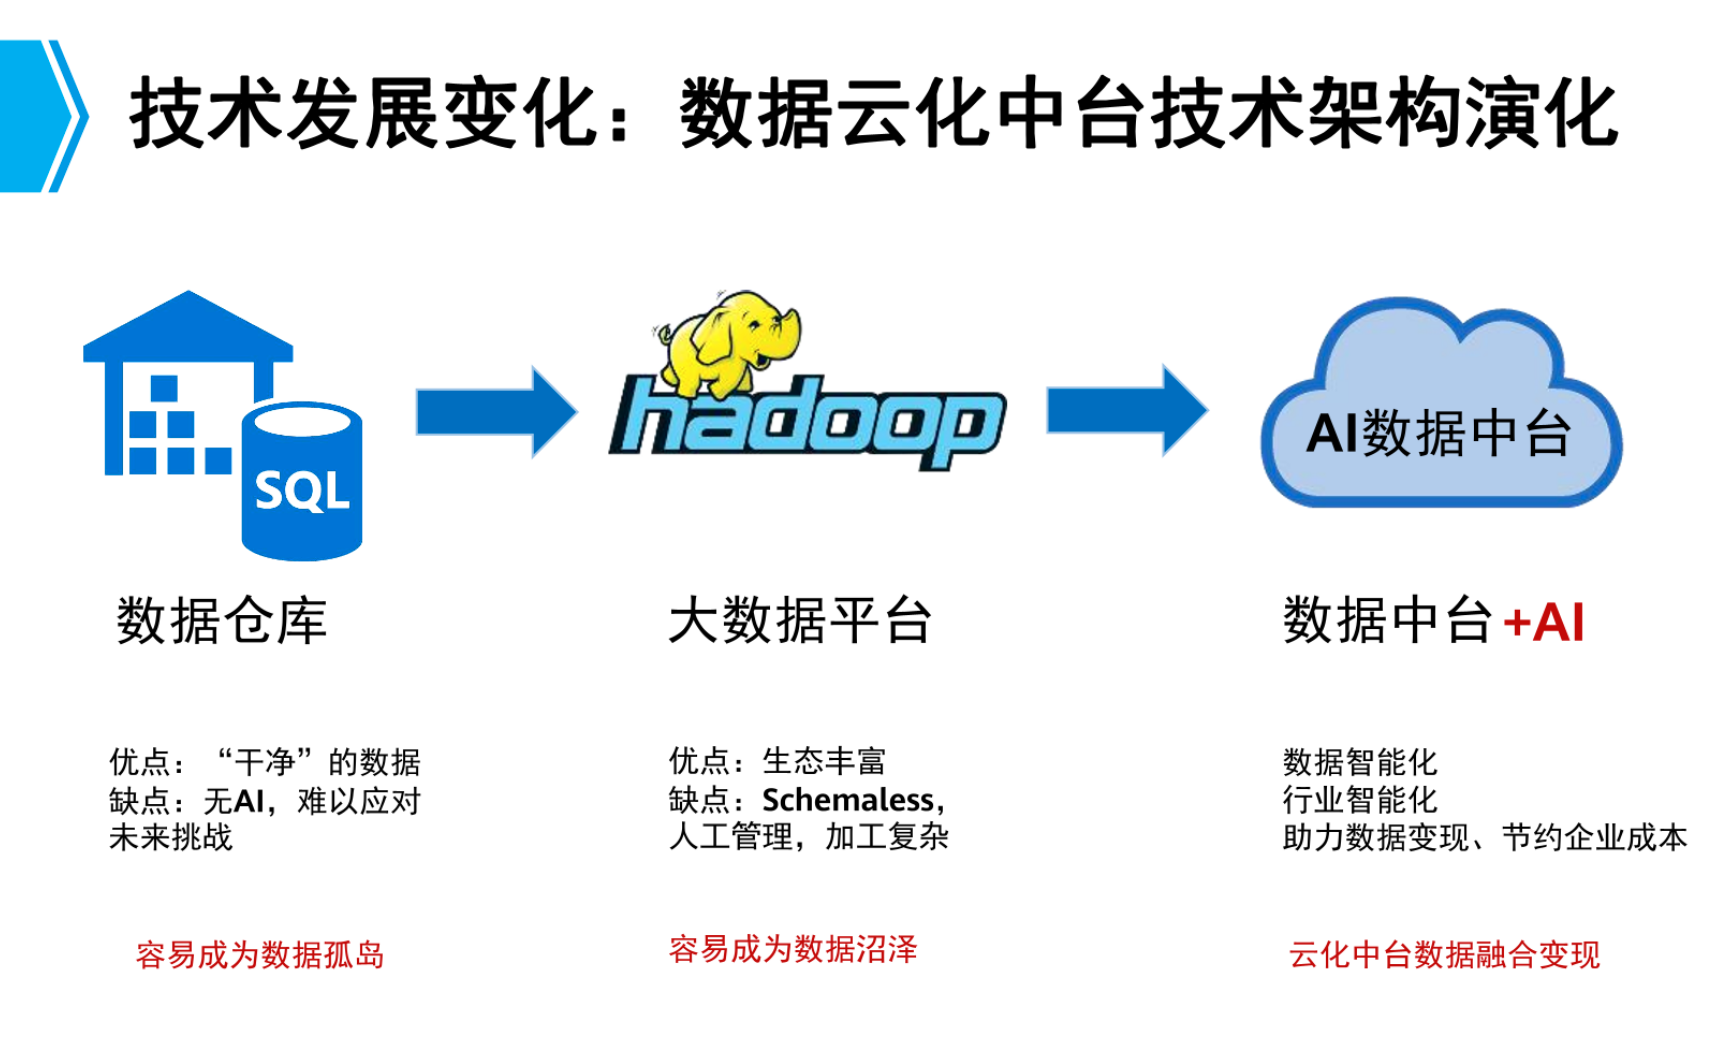 技术发展变化：数据云化中台技术架构演化
SQL
hadoop
AI数据中台
数据仓库
大数据平台
数据中台+AI
优点：“干净”的数据
缺点：无AI，难以应对
未来挑战
优点：生态丰富
缺点：Schemaless，
人工管理，加工复杂
数据智能化
行业智能化
助力数据变现、节约企业成本
容易成为数据孤岛
容易成为数据沼泽
云化中台数据融合变现